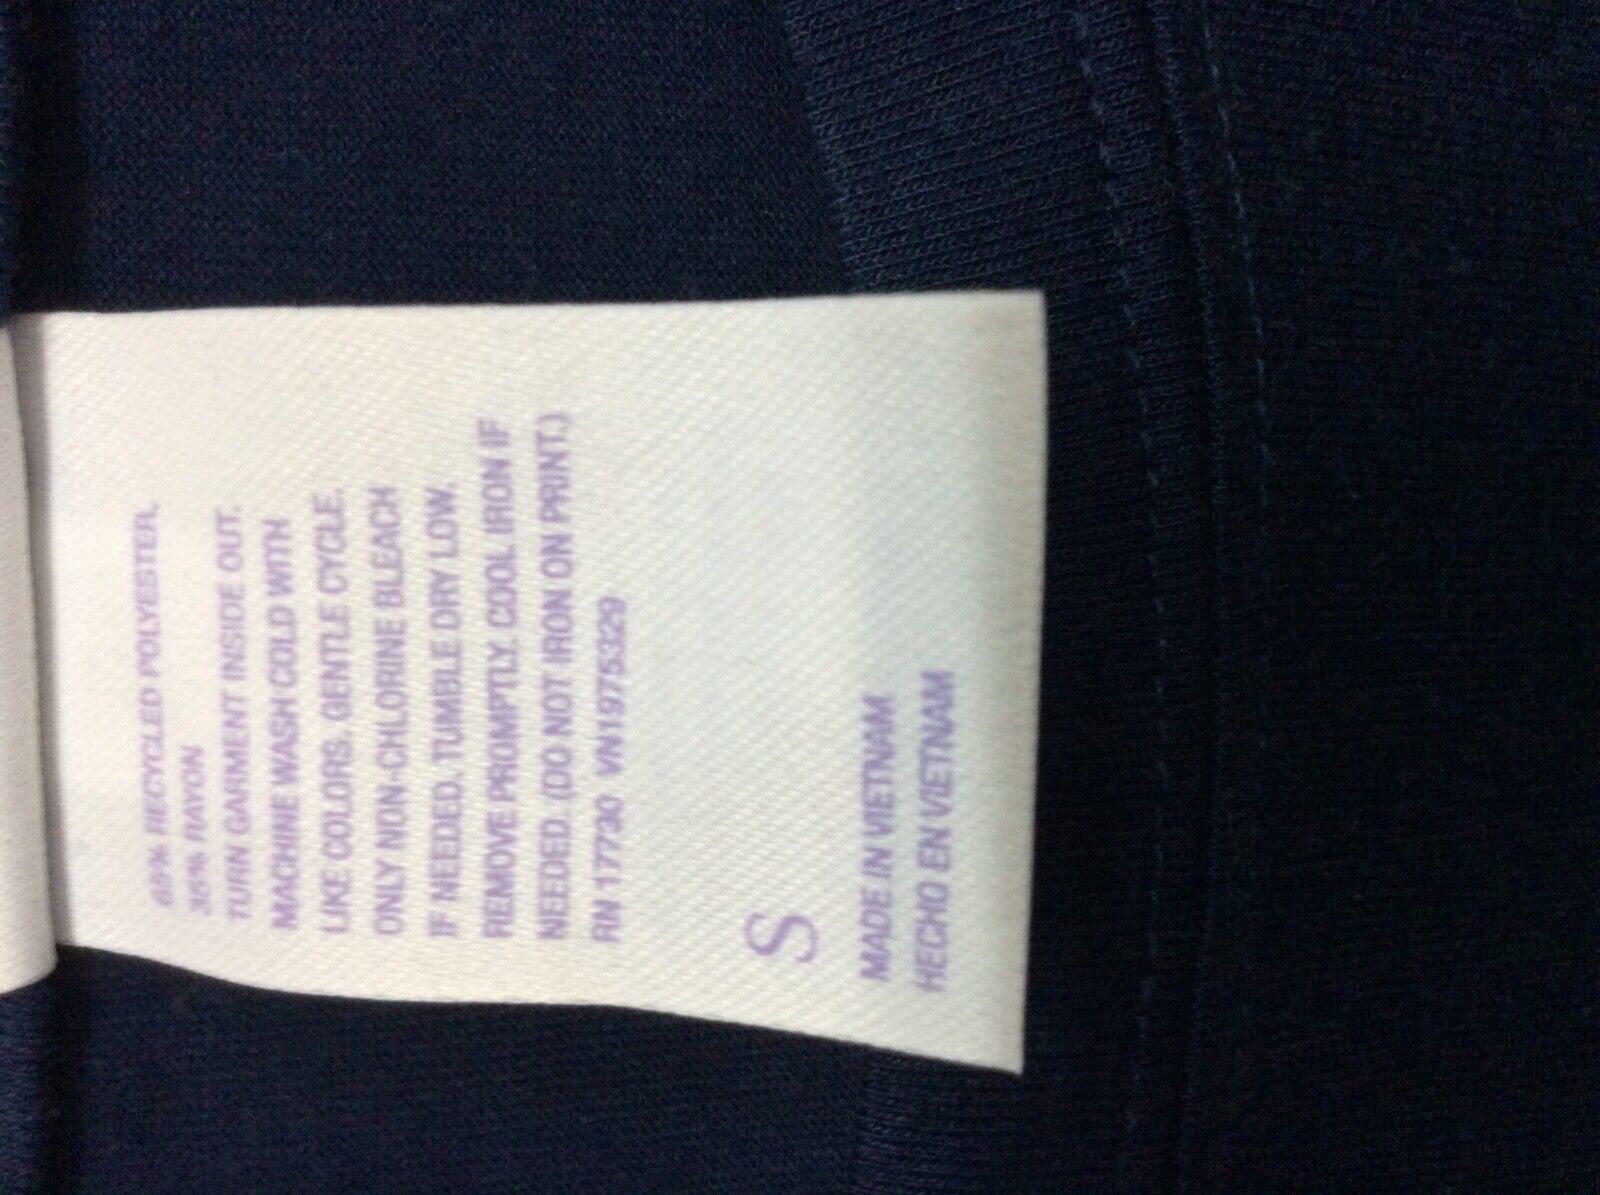 65% RECYCLED POLYESTER,
35% RAYON
TURN GARMENT INSIDE OUT.
MACHINE WASH COLD WITH
LIKE COLORS. GENTLE CYCLE.
ONLY NON-CHLORINE BLEACH
IF NEEDED. TUMBLE DRY LOW.
REMOVE PROMPTLY. COOL IRON IF
NEEDED. (DO NOT IRON ON PRINT.)
RN 17730 VN1975329
S
MADE IN VIETNAM
HECHO EN VIETNAM